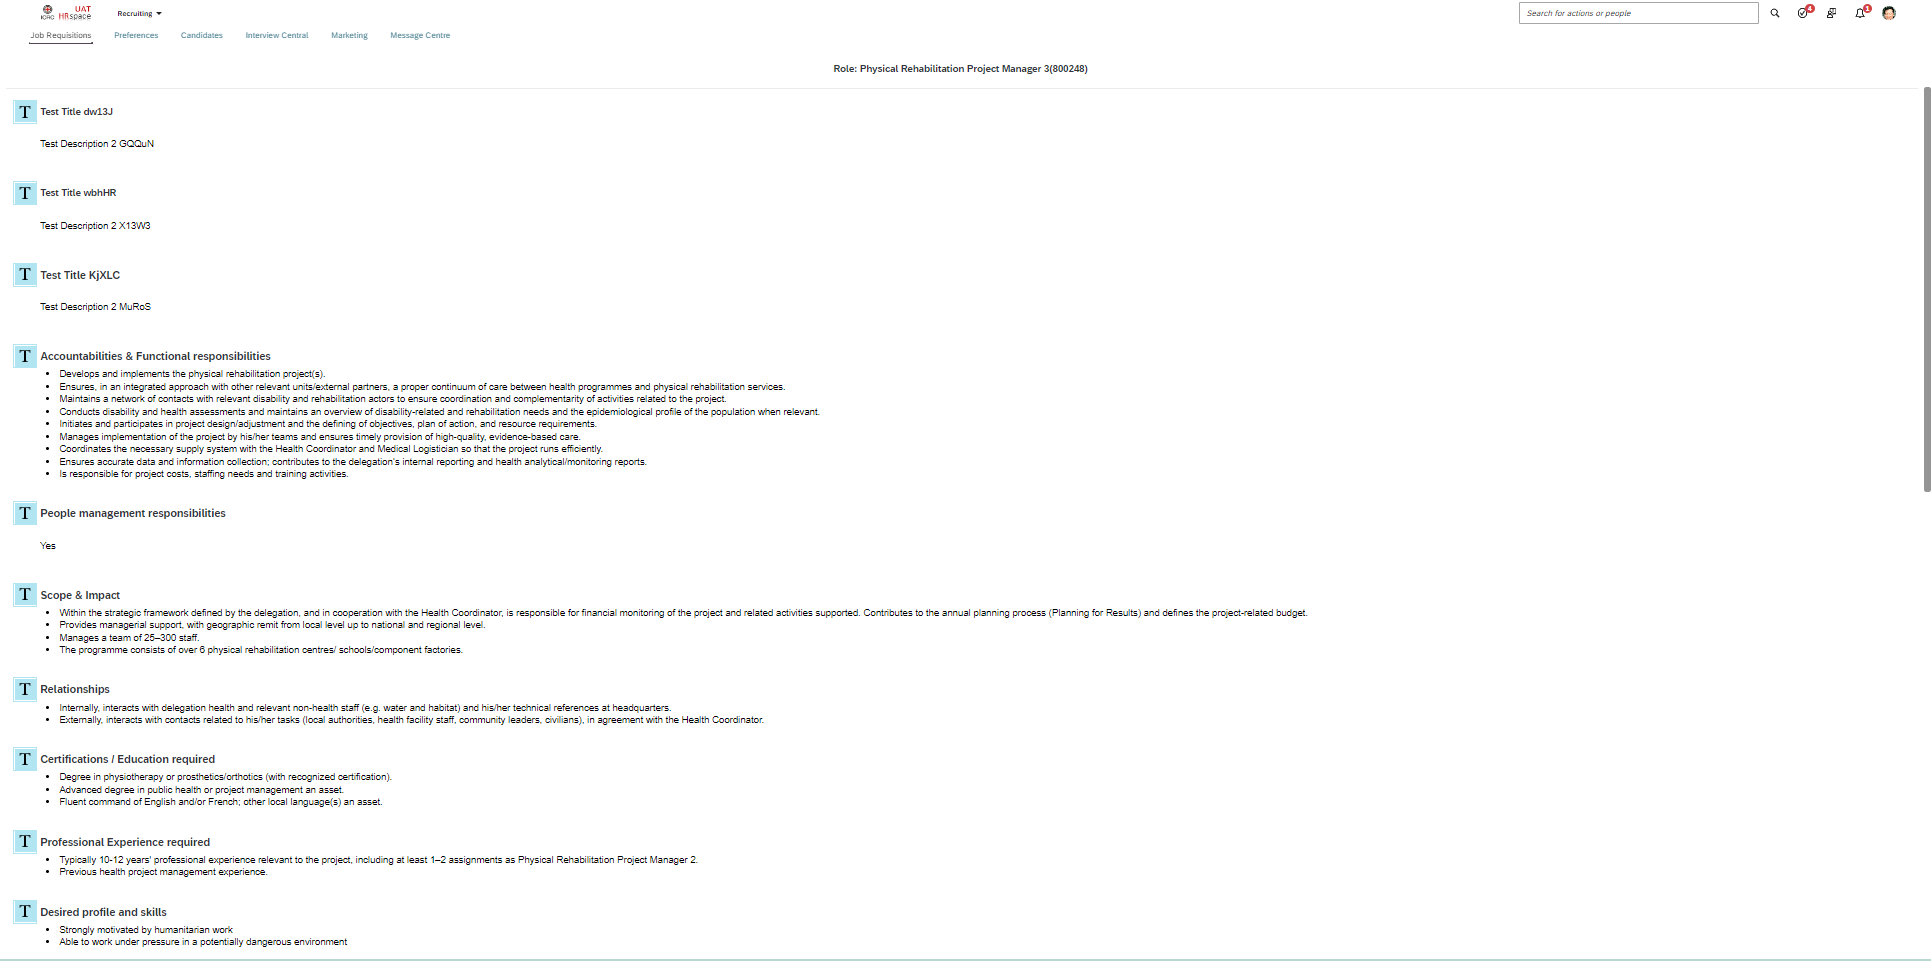 UAT
ICRC HRspace
Recruiting
Search for actions or people
4
1
Job Requisitions
Preferences
Candidates
Interview Central
Marketing
Message Centre
Role: Physical Rehabilitation Project Manager 3(800248)
T Test Title dw13J
Test Description 2 GQQuN
T Test Title wbhHR
Test Description 2 X13W3
T Test Title KjXLC
Test Description 2 MuRoS
T Accountabilities & Functional responsibilities
• Develops and implements the physical rehabilitation project(s).
• Ensures, in an integrated approach with other relevant units/external partners, a proper continuum of care between health programmes and physical rehabilitation services.
• Maintains a network of contacts with relevant disability and rehabilitation actors to ensure coordination and complementarity of activities related to the project.
• Conducts disability and health assessments and maintains an overview of disability-related and rehabilitation needs and the epidemiological profile of the population when relevant.
• Initiates and participates in project design/adjustment and the defining of objectives, plan of action, and resource requirements.
• Manages implementation of the project by his/her teams and ensures timely provision of high-quality, evidence-based care.
• Coordinates the necessary supply system with the Health Coordinator and Medical Logistician so that the project runs efficiently.
• Ensures accurate data and information collection; contributes to the delegation's internal reporting and health analytical/monitoring reports.
• Is responsible for project costs, staffing needs and training activities.
T People management responsibilities
Yes
T Scope & Impact
• Within the strategic framework defined by the delegation, and in cooperation with the Health Coordinator, is responsible for financial monitoring of the project and related activities supported. Contributes to the annual planning process (Planning for Results) and defines the project-related budget.
• Provides managerial support, with geographic remit from local level up to national and regional level.
• Manages a team of 25–300 staff.
• The programme consists of over 6 physical rehabilitation centres/ schools/component factories.
T Relationships
• Internally, interacts with delegation health and relevant non-health staff (e.g. water and habitat) and his/her technical references at headquarters.
• Externally, interacts with contacts related to his/her tasks (local authorities, health facility staff, community leaders, civilians), in agreement with the Health Coordinator.
T Certifications / Education required
• Degree in physiotherapy or prosthetics/orthotics (with recognized certification).
• Advanced degree in public health or project management an asset.
• Fluent command of English and/or French; other local language(s) an asset.
T Professional Experience required
• Typically 10-12 years' professional experience relevant to the project, including at least 1–2 assignments as Physical Rehabilitation Project Manager 2.
• Previous health project management experience.
T Desired profile and skills
• Strongly motivated by humanitarian work
• Able to work under pressure in a potentially dangerous environment